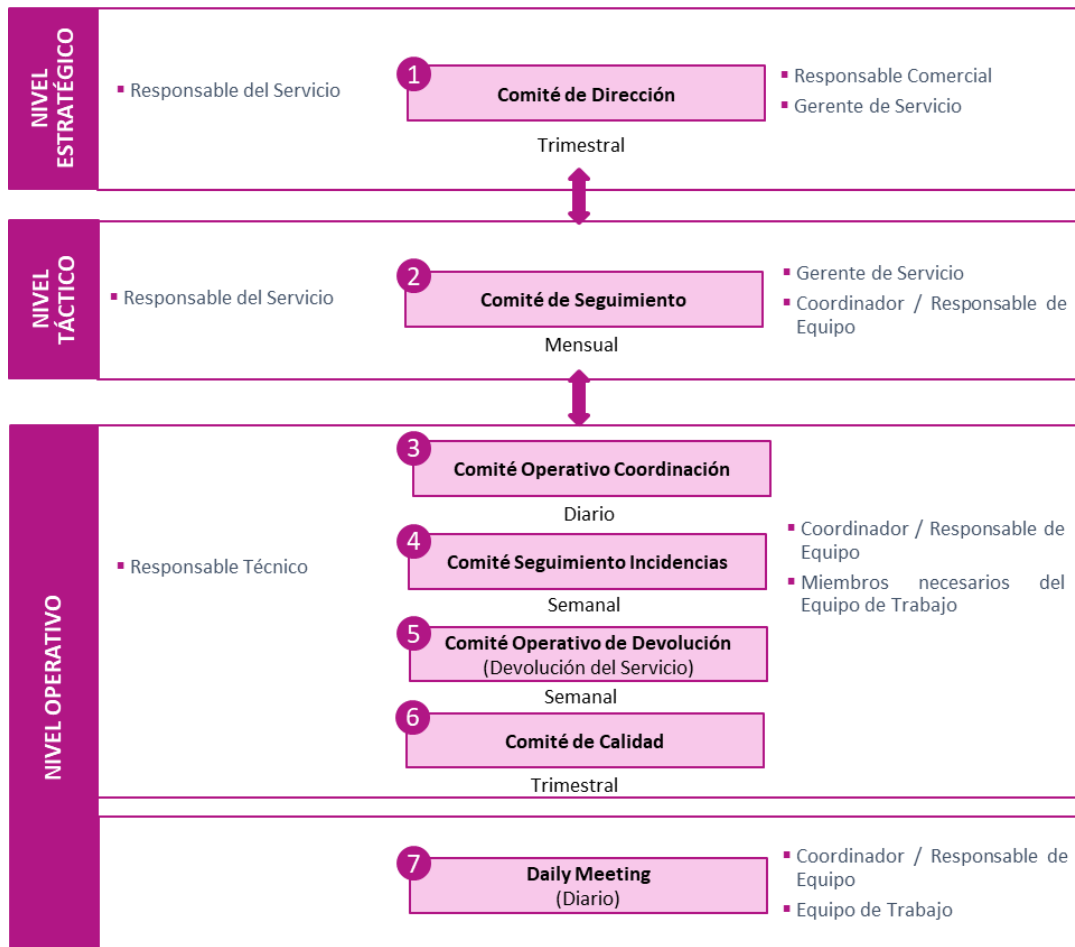 NIVEL
ESTRATÉGICO
▪ Responsable del Servicio
1
Comité de Dirección
Trimestral
▪ Responsable Comercial
▪ Gerente de Servicio
NIVEL
TÁCTICO
▪ Responsable del Servicio
2
Comité de Seguimiento
Mensual
▪ Gerente de Servicio
▪ Coordinador / Responsable de
Equipo
NIVEL OPERATIVO
▪ Responsable Técnico
3
Comité Operativo Coordinación
Diario
4
Comité Seguimiento Incidencias
Semanal
5
Comité Operativo de Devolución
(Devolución del Servicio)
Semanal
6
Comité de Calidad
Trimestral
▪ Coordinador / Responsable de
Equipo
▪ Miembros necesarios del
Equipo de Trabajo
7
Daily Meeting
(Diario)
▪ Coordinador / Responsable de
Equipo
▪ Equipo de Trabajo